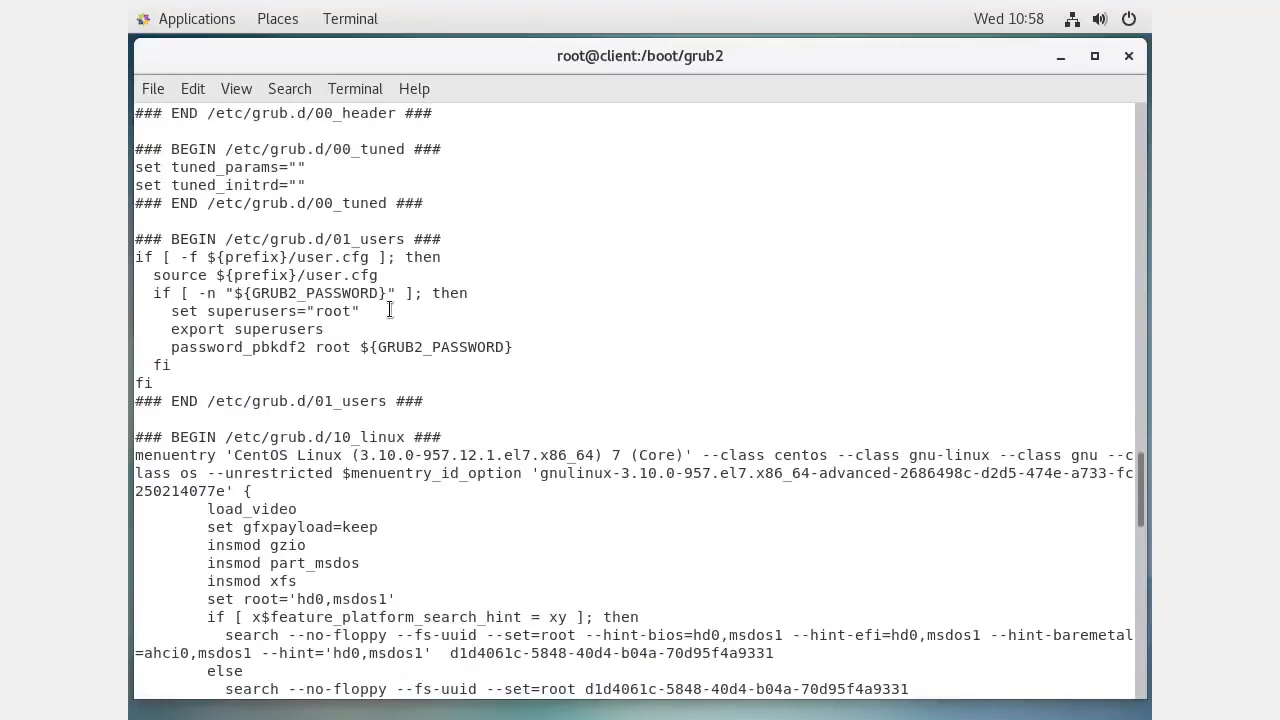 Applications Places Terminal Wed 10:58
root@client:/boot/grub2
File Edit View Search Terminal Help
### END /etc/grub.d/00_header ###
### BEGIN /etc/grub.d/00_tuned ###
set tuned_params=""
set tuned_initrd=""
### END /etc/grub.d/00_tuned ###
### BEGIN /etc/grub.d/01_users ###
if [ -f ${prefix}/user.cfg ]; then
  source ${prefix}/user.cfg
  if [ -n "${GRUB2_PASSWORD}" ]; then
    set superusers="root"
    export superusers
    password_pbkdf2 root ${GRUB2_PASSWORD}
  fi
fi
### END /etc/grub.d/01_users ###
### BEGIN /etc/grub.d/10_linux ###
menuentry 'CentOS Linux (3.10.0-957.12.1.el7.x86_64) 7 (Core)' --class centos --class gnu-linux --class gnu --c
lass os --unrestricted $menuentry_id_option 'gnulinux-3.10.0-957.el7.x86_64-advanced-2686498c-d2d5-474e-a733-fc
250214077e' {
        load_video
        set gfxpayload=keep
        insmod gzio
        insmod part_msdos
        insmod xfs
        set root='hd0,msdos1'
        if [ x$feature_platform_search_hint = xy ]; then
          search --no-floppy --fs-uuid --set=root --hint-bios=hd0,msdos1 --hint-efi=hd0,msdos1 --hint-baremetal
=ahci0,msdos1 --hint='hd0,msdos1'  d1d4061c-5848-40d4-b04a-70d95f4a9331
        else
          search --no-floppy --fs-uuid --set=root d1d4061c-5848-40d4-b04a-70d95f4a9331